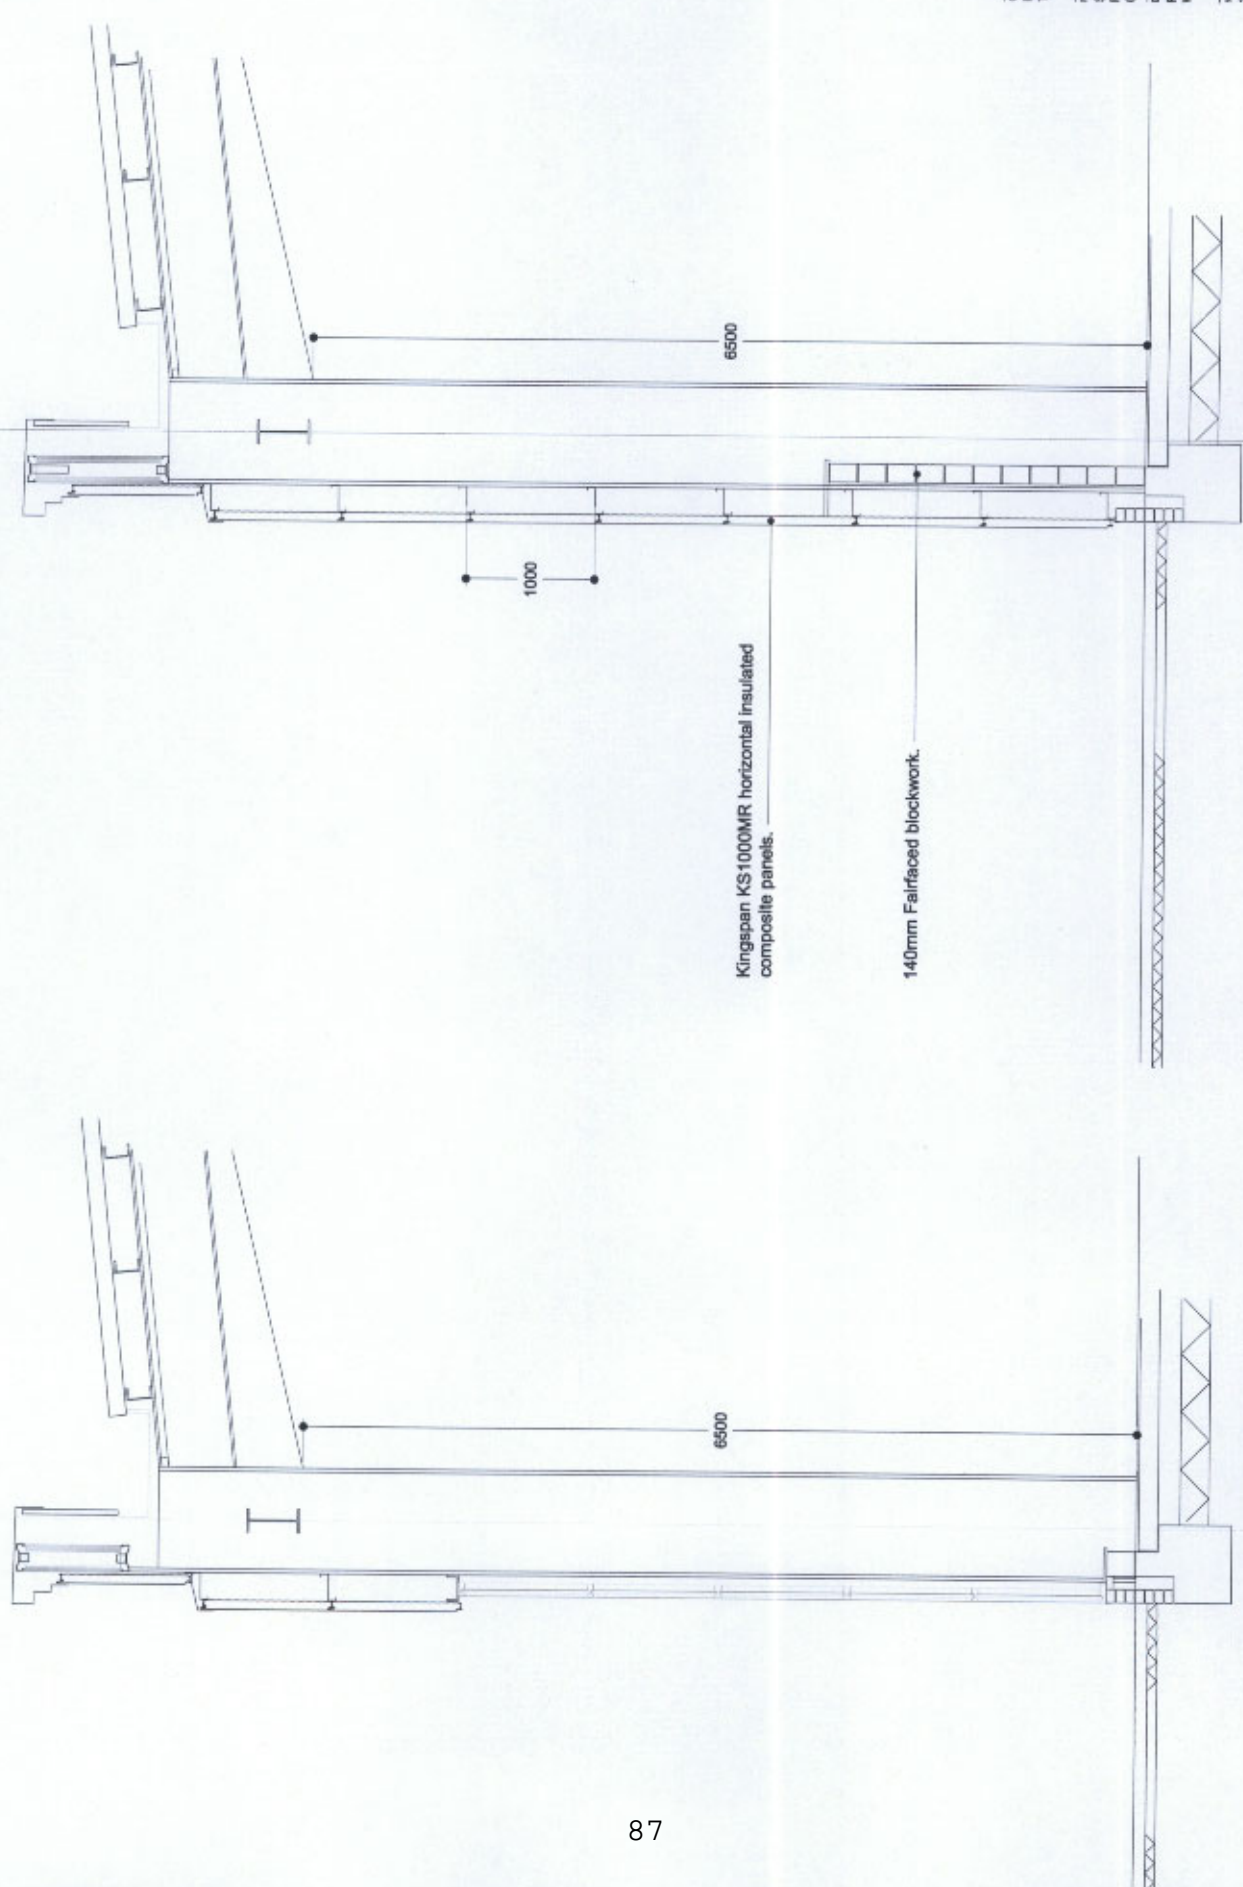 6500
1000
Kingspan KS1000MR horizontal insulated
composite panels.
140mm Fairfaced blockwork.
6500
87